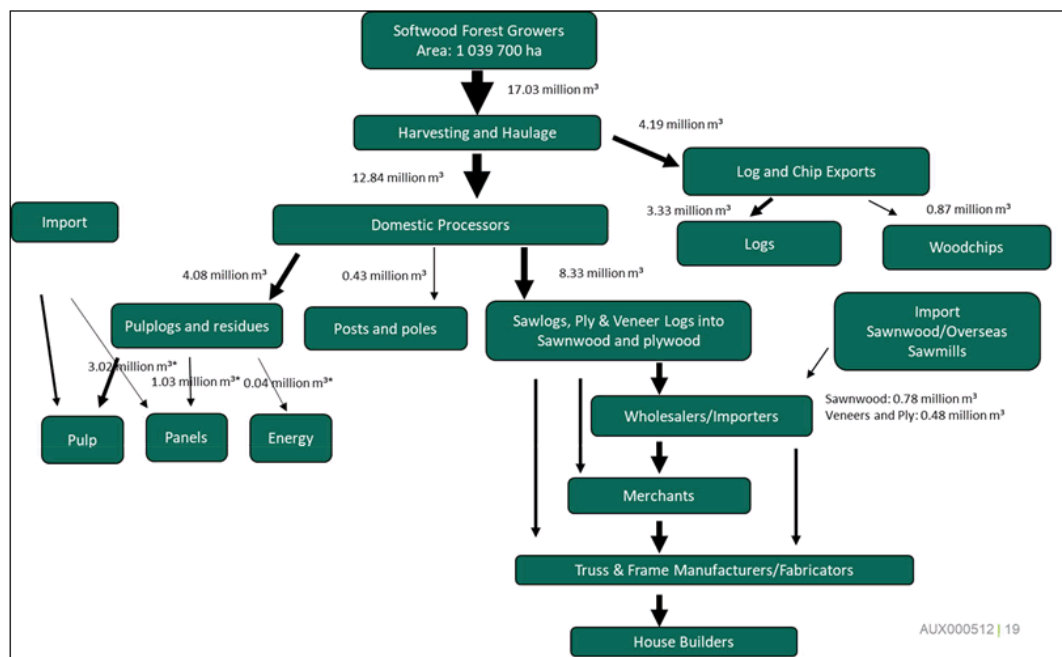 Softwood Forest Growers
Area: 1 039 700 ha
17.03 million m³
Harvesting and Haulage
4.19 million m³
12.84 million m³
Log and Chip Exports
Import
Domestic Processors
3.33 million m³
0.87 million m³
Logs
Woodchips
4.08 million m³
0.43 million m³
8.33 million m³
Pulplogs and residues
Posts and poles
Sawlogs, Ply & Veneer Logs into
Sawnwood and plywood
Import
Sawnwood/Overseas
Sawmills
3.02 million m³*
1.03 million m³*
0.04 million m³*
Sawnwood: 0.78 million m³
Veneers and Ply: 0.48 million m³
Wholesalers/Importers
Pulp
Panels
Energy
Merchants
Truss & Frame Manufacturers/Fabricators
House Builders
AUX000512 | 19